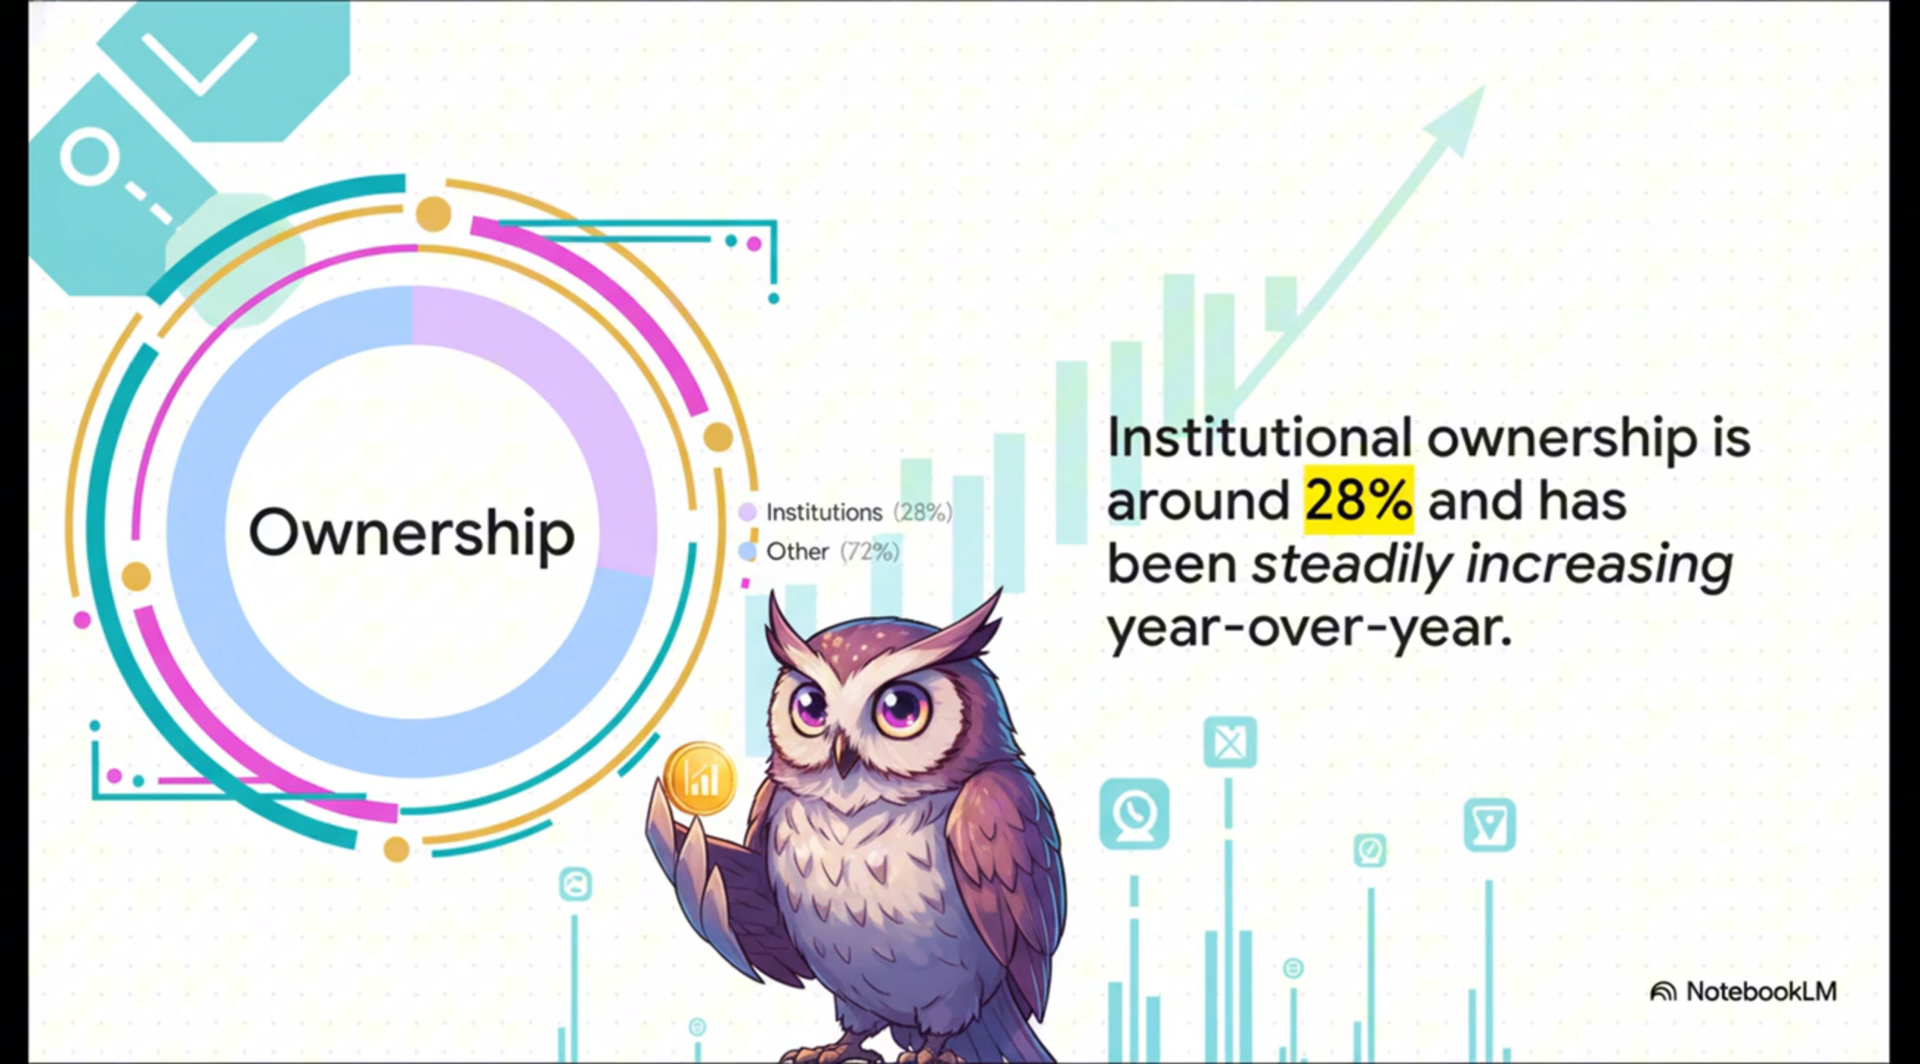 Ownership
Institutions (28%)
Other (72%)
Institutional ownership is
around 28% and has
been steadily increasing
year-over-year.
NotebookLM